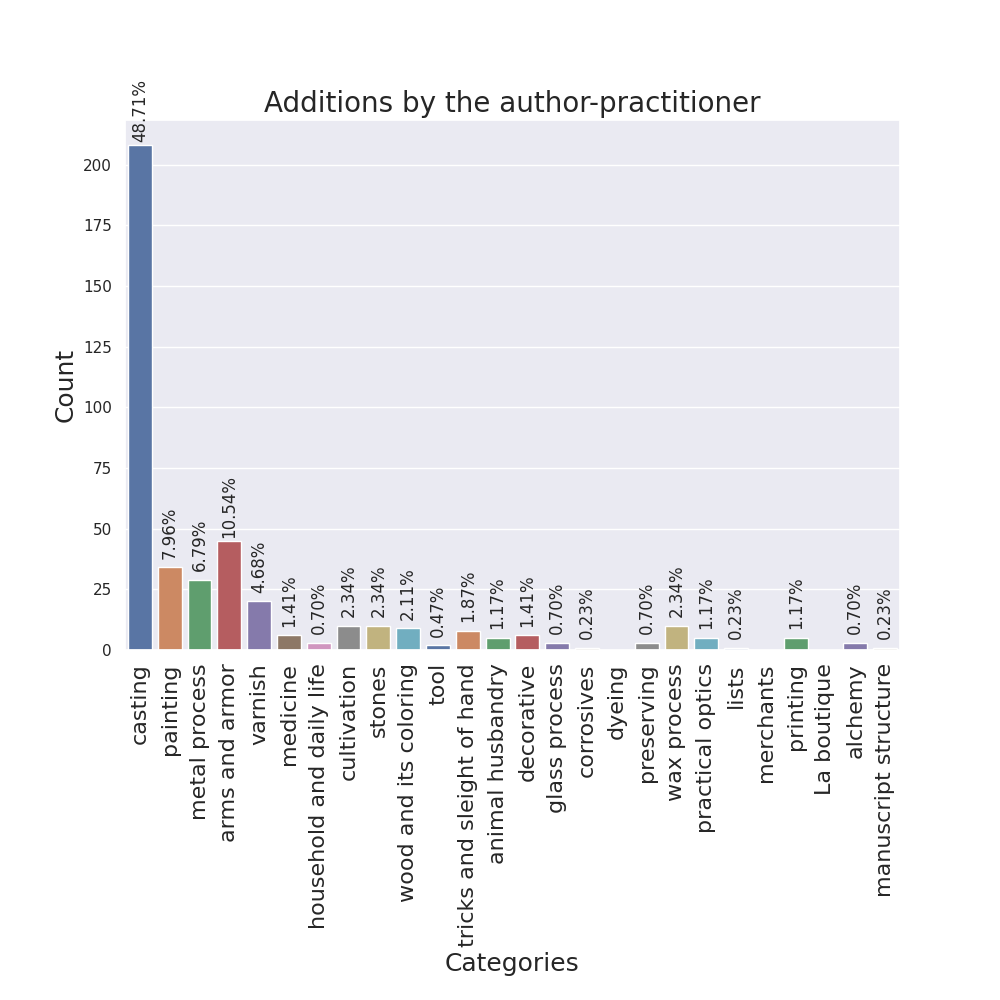 Additions by the author-practitioner
Count
200
175
150
125
100
75
50
25
0
48.71%
7.96%
6.79%
10.54%
4.68%
1.41%
0.70%
2.34%
2.34%
2.11%
0.47%
1.87%
1.17%
1.41%
0.70%
0.23%
0.70%
2.34%
1.17%
0.23%
1.17%
0.70%
0.23%
casting
painting
metal process
arms and armor
varnish
medicine
household and daily life
cultivation
stones
wood and its coloring
tool
tricks and sleight of hand
animal husbandry
decorative
glass process
corrosives
dyeing
preserving
wax process
practical optics
lists
merchants
printing
La boutique
alchemy
manuscript structure
Categories